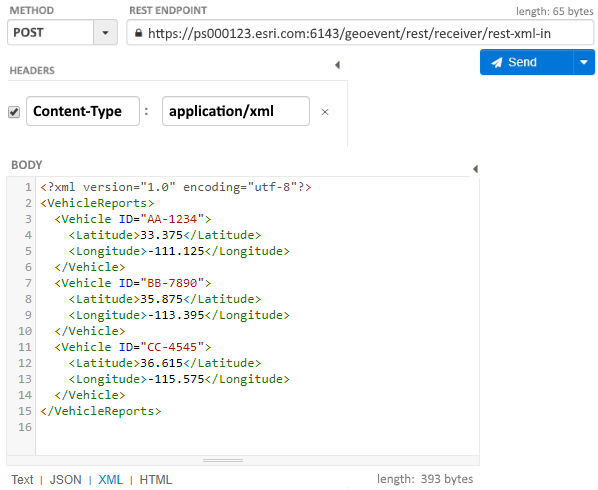 METHOD REST ENDPOINT length: 65 bytes
POST https://ps000123.esri.com:6143/geoevent/rest/receiver/rest-xml-in
Send
HEADERS
Content-Type : application/xml ×
BODY
1 <?xml version="1.0" encoding="utf-8"?>
2 <VehicleReports>
3 <Vehicle ID="AA-1234">
4 <Latitude>33.375</Latitude>
5 <Longitude>-111.125</Longitude>
6 </Vehicle>
7 <Vehicle ID="BB-7890">
8 <Latitude>35.875</Latitude>
9 <Longitude>-113.395</Longitude>
10 </Vehicle>
11 <Vehicle ID="CC-4545">
12 <Latitude>36.615</Latitude>
13 <Longitude>-115.575</Longitude>
14 </Vehicle>
15 </VehicleReports>
16
Text | JSON | XML | HTML length: 393 bytes